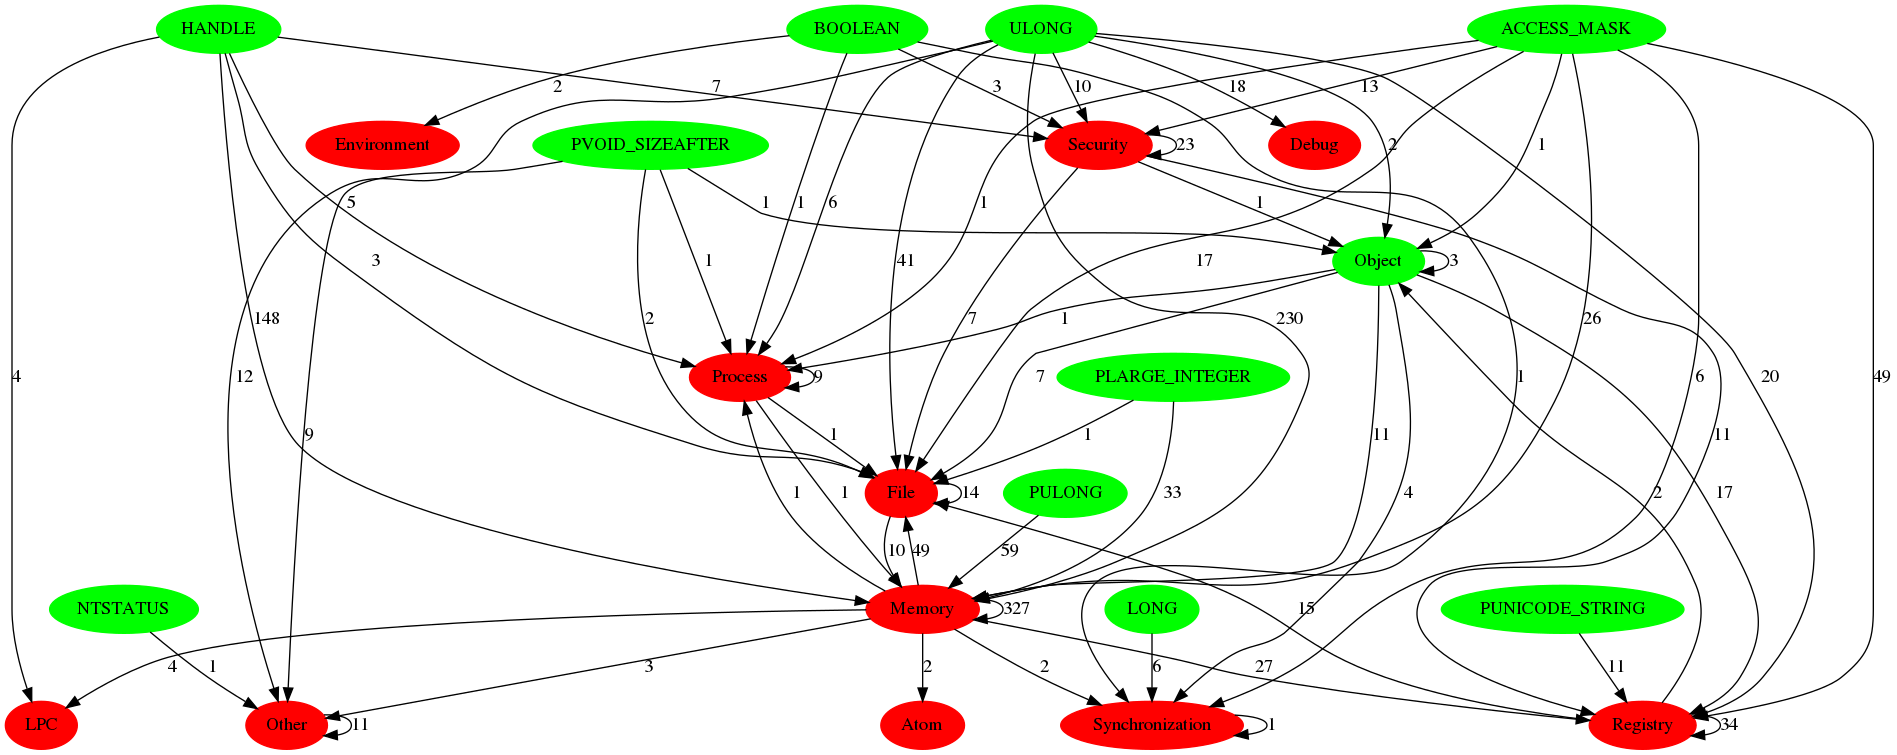 HANDLE
BOOLEAN
ULONG
ACCESS_MASK
2
7
3
10
18
13
Environment
PVOID_SIZEAFTER
Security
23
Debug
2
1
5
1
1
6
1
1
3
1
2
41
17
Object
3
148
7
1
230
26
4
12
Process
9
7
PLARGE_INTEGER
1
6
20
49
9
1
1
11
11
1
1
File
14
PULONG
33
4
2
17
10
49
59
NTSTATUS
Memory
327
LONG
15
PUNICODE_STRING
4
1
3
2
2
6
27
11
LPC
Other
11
Atom
Synchronization
1
Registry
34